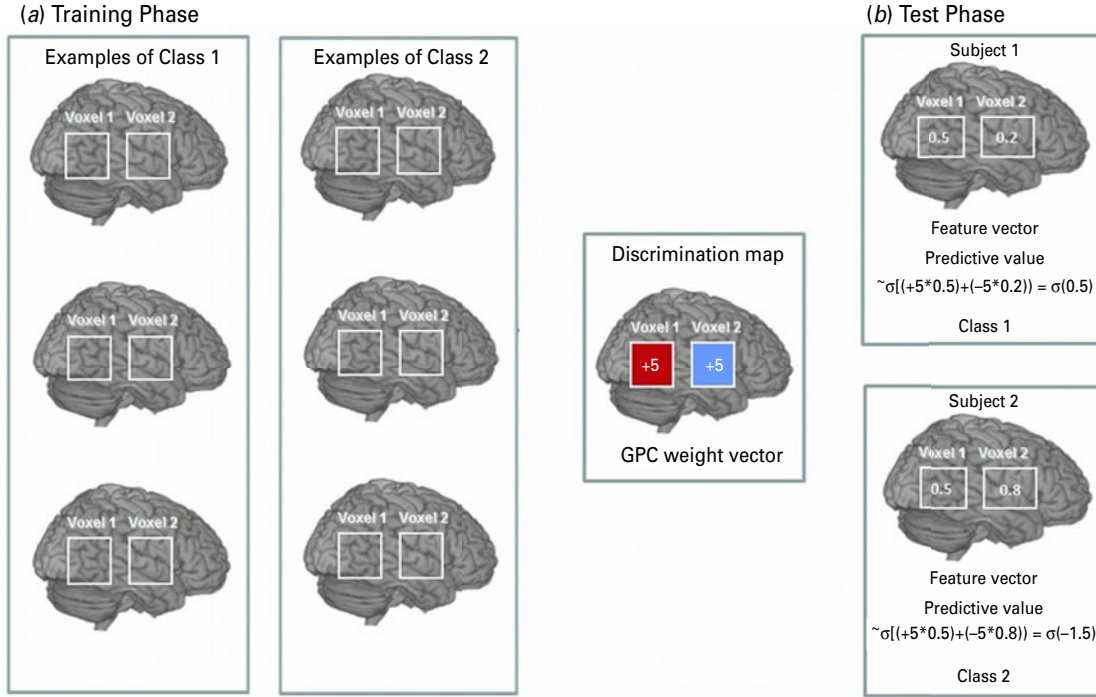 (a) Training Phase
Examples of Class 1
Voxel 1 Voxel 2
Voxel 1 Voxel 2
Voxel 1 Voxel 2
Examples of Class 2
Voxel 1 Voxel 2
Voxel 1 Voxel 2
Voxel 1 Voxel 2
Discrimination map
Voxel 1 Voxel 2
+5 +5
GPC weight vector
(b) Test Phase
Subject 1
Voxel 1 Voxel 2
0.5 0.2
Feature vector
Predictive value
~σ[(+5*0.5)+(–5*0.2)) = σ(0.5)
Class 1
Subject 2
Voxel 1 Voxel 2
0.5 0.8
Feature vector
Predictive value
~σ[(+5*0.5)+(–5*0.8)) = σ(–1.5)
Class 2